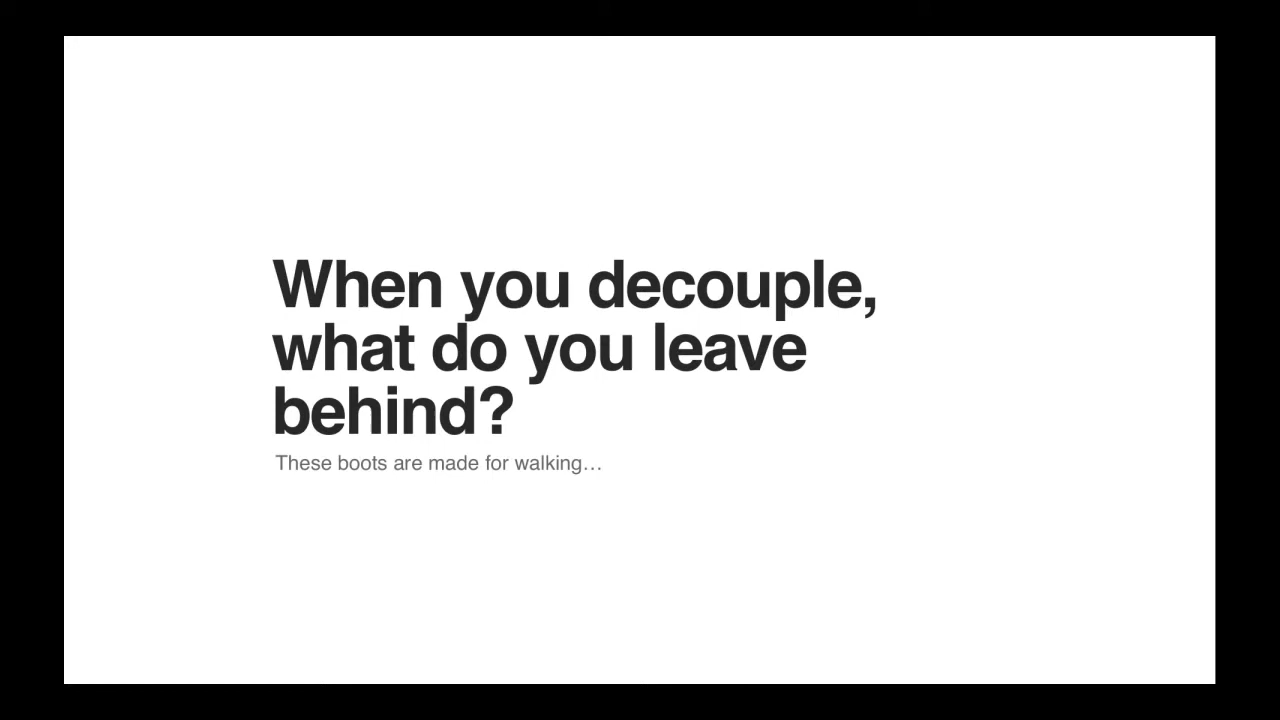 When you decouple,
what do you leave
behind?
These boots are made for walking…